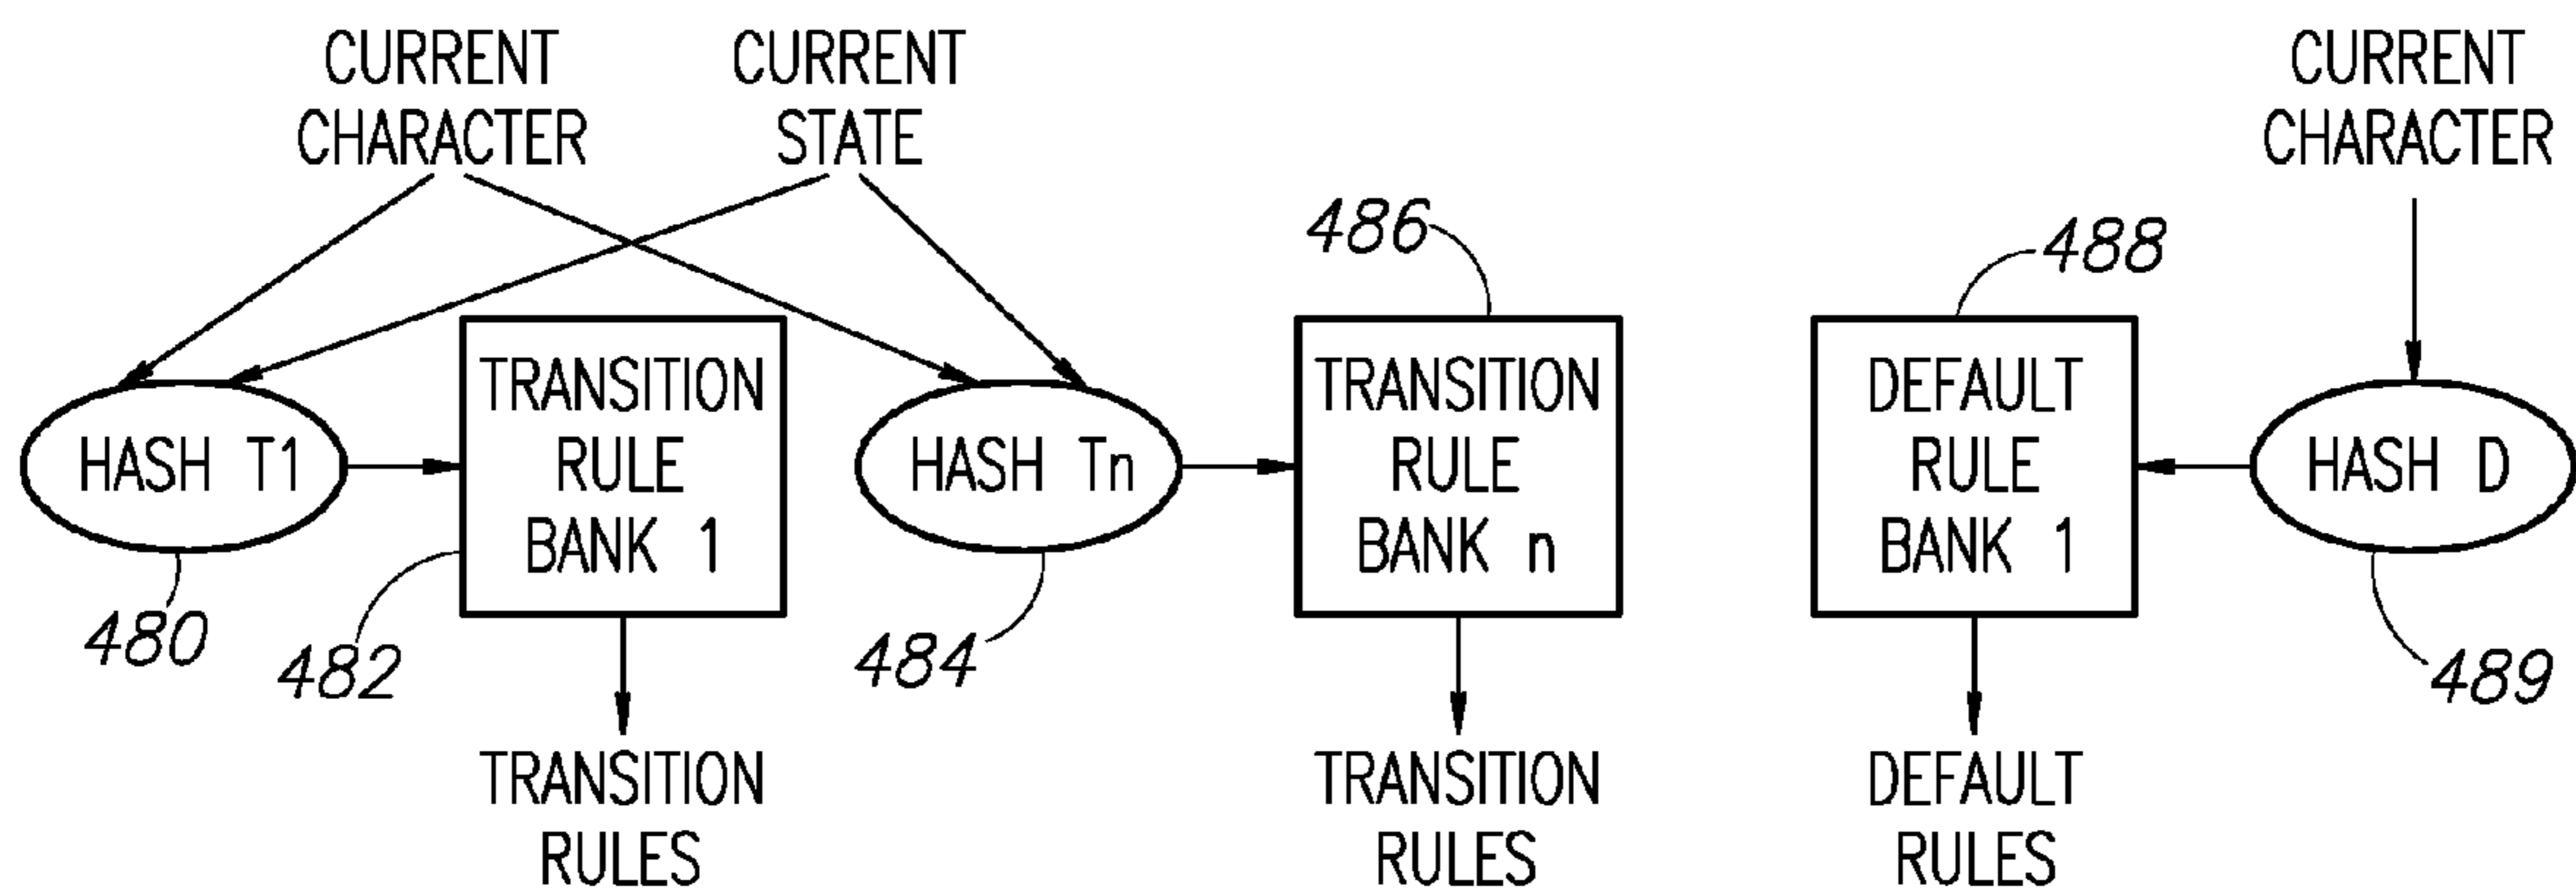 CURRENT
CHARACTER
CURRENT
STATE
CURRENT
CHARACTER
486
488
HASH T1
TRANSITION
RULE
BANK 1
HASH Tn
TRANSITION
RULE
BANK n
DEFAULT
RULE
BANK 1
HASH D
480
482
484
489
TRANSITION
RULES
TRANSITION
RULES
DEFAULT
RULES